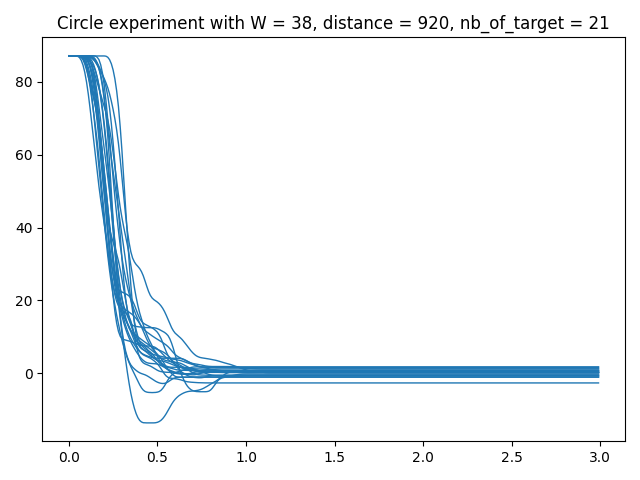 Circle experiment with W = 38, distance = 920, nb_of_target = 21
80
60
40
20
0
0.0 0.5 1.0 1.5 2.0 2.5 3.0